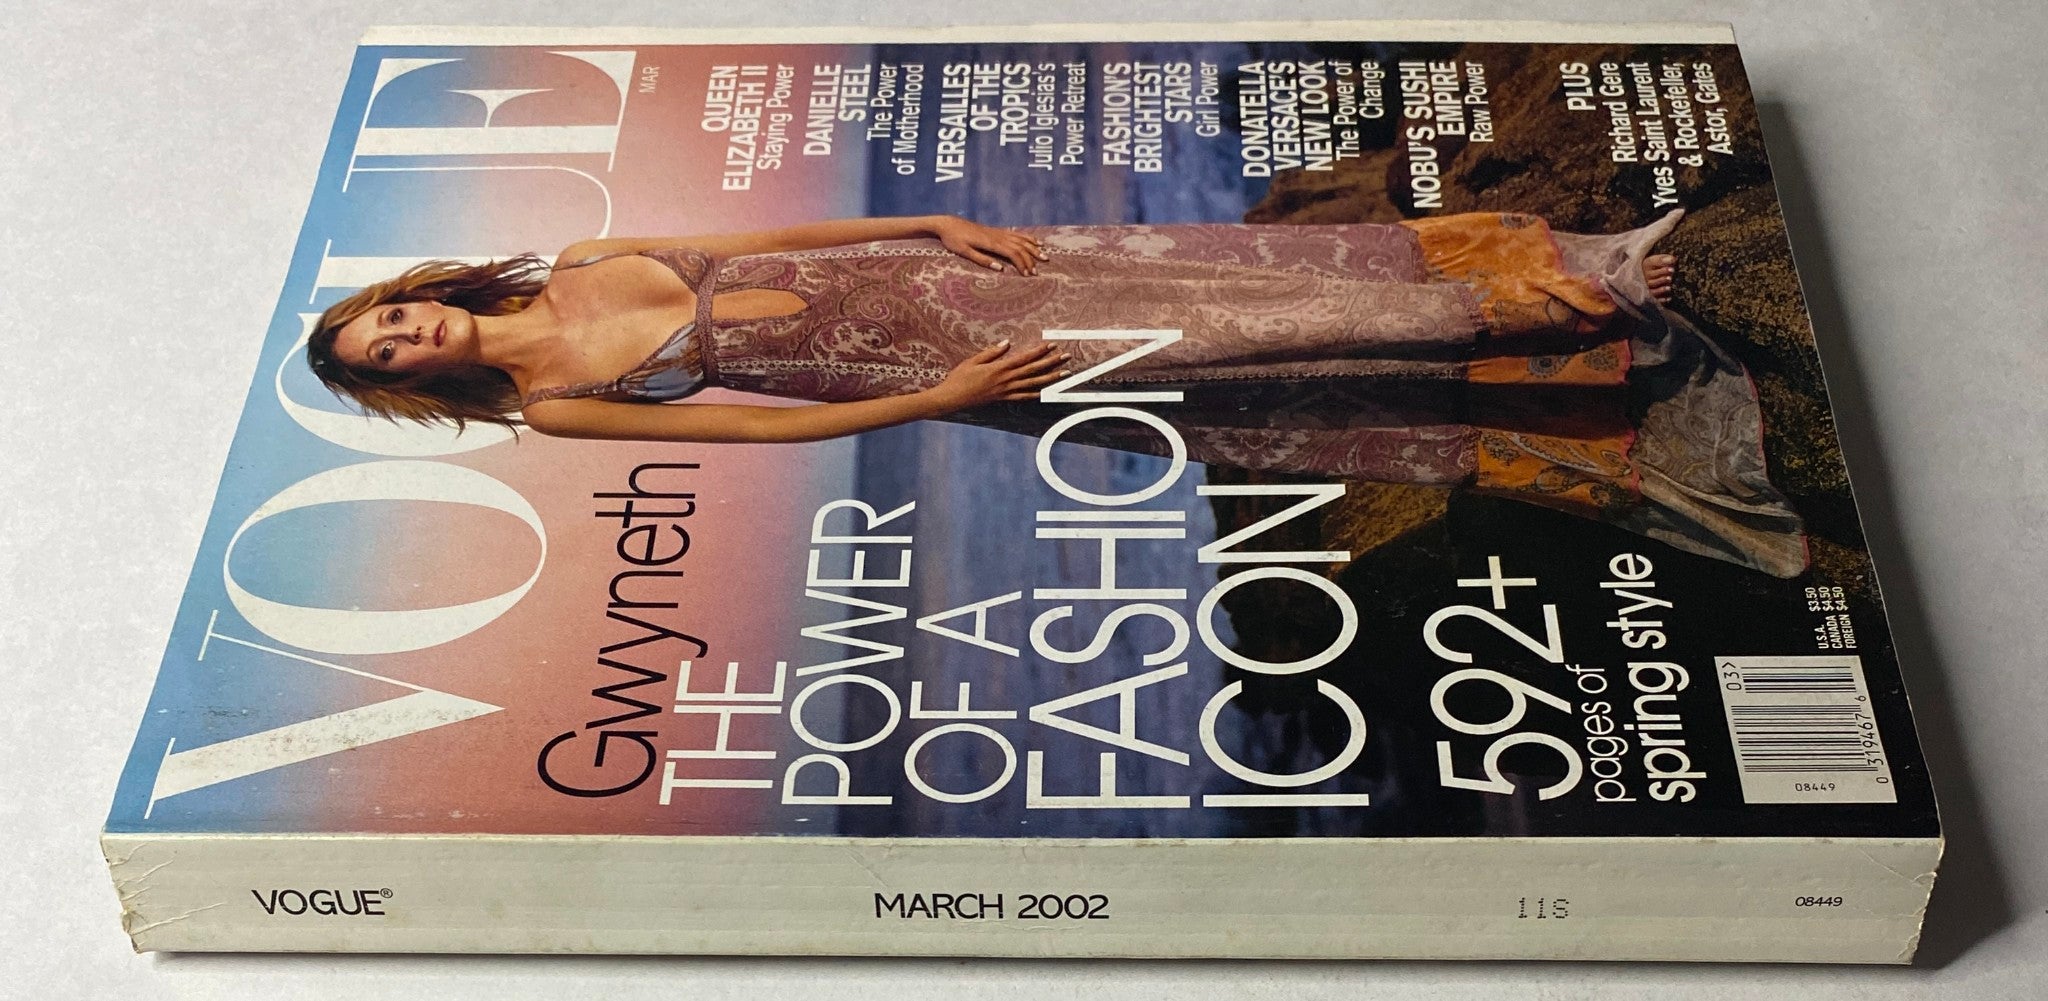 VOGUE
MAR
QUEEN
ELIZABETH II
Staying Power
DANIELLE
STEEL
The Power
of Motherhood
VERSAILLES
OF THE
TROPICS
Julio Iglesias's
Power Retreat
FASHION'S
BRIGHTEST
STARS
Girl Power
DONATELLA
VERSACE'S
NEW LOOK
The Power of
Change
NOBU'S SUSHI
EMPIRE
Raw Power
PLUS
Richard Gere
Yves Saint Laurent
& Rockefeller,
Astor, Gates
Gwyneth
THE
POWER
OF A
FASHION
ICON
592+
pages of
spring style
U.S.A. $3.50
CANADA $4.50
FOREIGN $4.50
03>
08449
0 319467 6
VOGUE®
MARCH 2002
118
08449